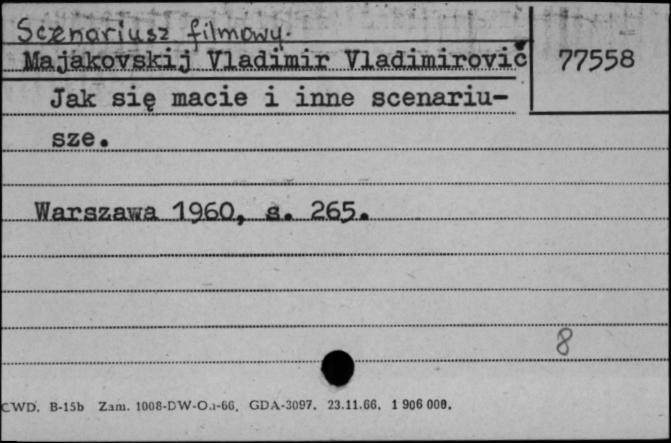 Scenariusz filmowy.
Majakovskij Vladimir Vladimirovič 77558
Jak się macie i inne scenariu-
sze.
Warszawa 1960, s. 265.
8
CWD. B-15b Zam. 1008-DW-On-66. GDA-3097. 23.11.66. 1 906 000.